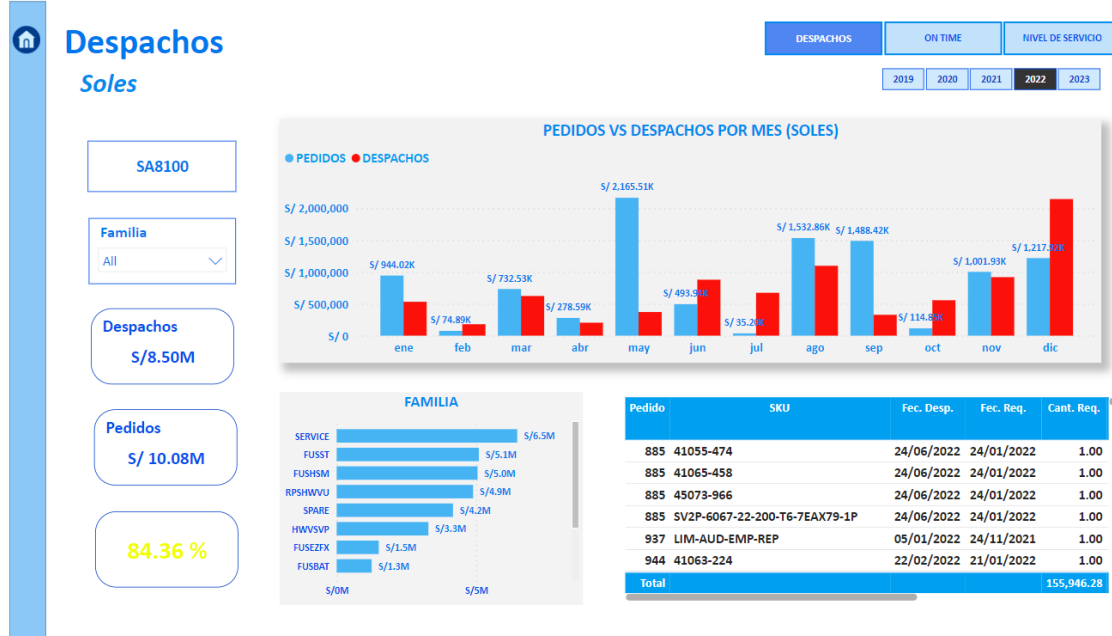 Despachos
Soles
DESPACHOS ON TIME NIVEL DE SERVICIO
2019 2020 2021 2022 2023
SA8100
Familia
All
Despachos
S/8.50M
Pedidos
S/ 10.08M
84.36 %
PEDIDOS VS DESPACHOS POR MES (SOLES)
PEDIDOS DESPACHOS
S/ 2,000,000
S/ 1,500,000
S/ 1,000,000
S/ 500,000
S/ 0
S/ 944.02K
S/ 74.89K
S/ 732.53K
S/ 278.59K
S/ 2,165.51K
S/ 1,532.86K
S/ 1,488.42K
S/ 1,001.93K
ene feb mar abr may jun jul ago sep oct nov dic
FAMILIA
SERVICE S/6.5M
FUSST S/5.1M
FUSHSM S/5.0M
RPSHWVU S/4.9M
SPARE S/4.2M
HWVSVP S/3.3M
FUSEZFX S/1.5M
FUSBAT S/1.3M
S/0M S/5M
Pedido SKU Fec. Desp. Fec. Req. Cant. Req.
885 41055-474 24/06/2022 24/01/2022 1.00
885 41065-458 24/06/2022 24/01/2022 1.00
885 45073-966 24/06/2022 24/01/2022 1.00
885 SV2P-6067-22-200-T6-7EAX79-1P 24/06/2022 24/01/2022 1.00
937 LIM-AUD-EMP-REP 05/01/2022 24/11/2021 1.00
944 41063-224 22/02/2022 21/01/2022 1.00
Total 155,946.28